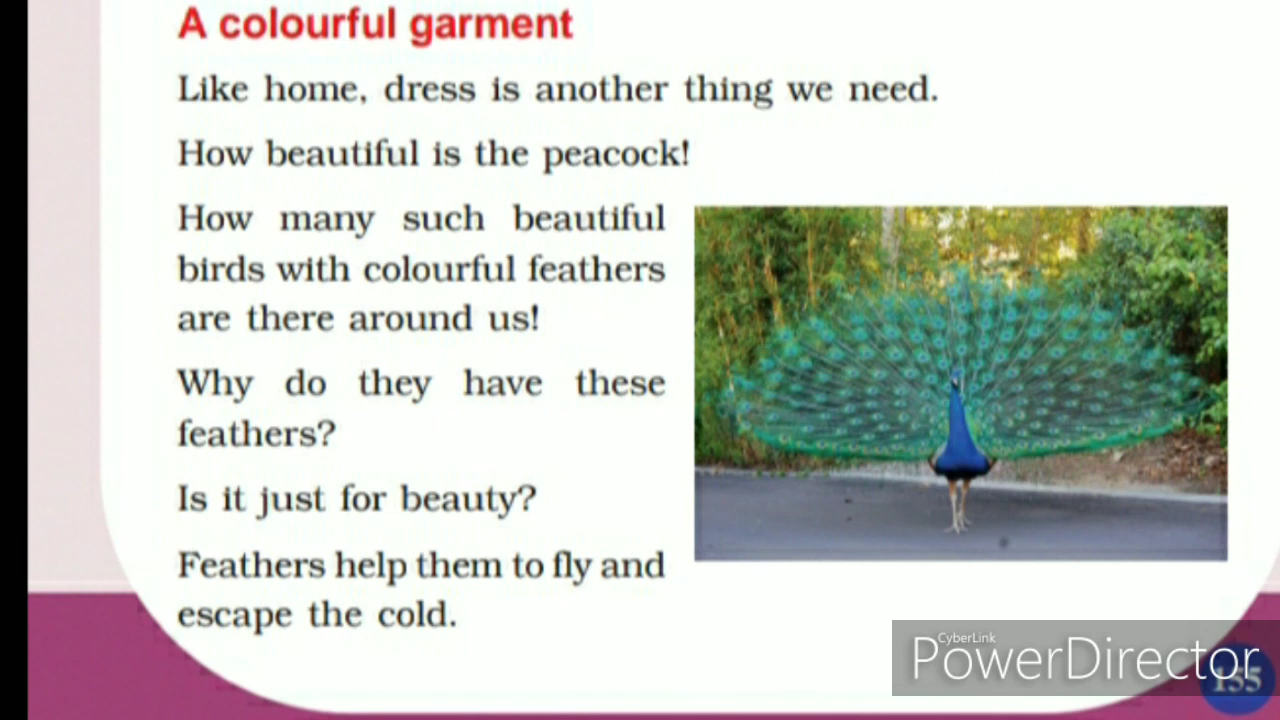 A colourful garment
Like home, dress is another thing we need.
How beautiful is the peacock!
How many such beautiful
birds with colourful feathers
are there around us!
Why do they have these
feathers?
Is it just for beauty?
Feathers help them to fly and
escape the cold.
CyberLink
PowerDirector
155